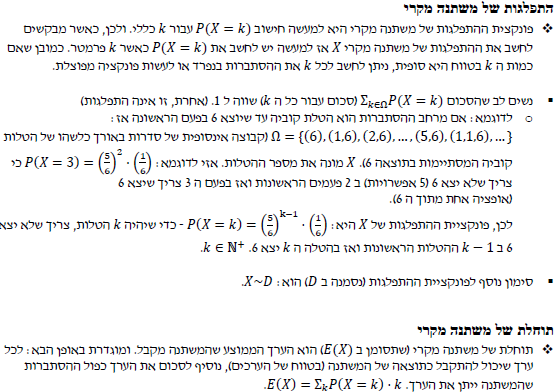 התפלגות של משתנה מקרי
❖ פונקציית ההתפלגות של משתנה מקרי היא למעשה חישוב P(X = k) עבור k כללי. ולכן, כאשר מבקשים
לחשב את ההתפלגות של משתנה מקרי X אז למעשה יש לחשב את P(X = k) כאשר k פרמטר. כמובן שאם
כמות ה k בטווח היא סופית, ניתן לחשב לכל k את ההסתברות בנפרד או לעשות פונקציה מפוצלת.
▪ נשים לב שהסכום Σ_{k∈Ω}P(X = k) (סכום עבור כל ה k) שווה ל 1. (אחרת, זו אינה התפלגות)
○ לדוגמא: אם מרחב ההסתברות הוא הטלת קוביה עד שיוצא 6 בפעם הראשונה אז:
Ω = {(6), (1,6), (2,6), … , (5,6), (1,1,6) … } (קבוצה אינסופית של סדרות באורך כלשהו של הטלות
קוביה המסתיימות בתוצאה 6). X מונה את מספר ההטלות. אזי לדוגמא: P(X = 3) = (5/6)^2 · (1/6) כי
צריך שלא יצא 6 (5 אפשרויות) ב 2 פעמים הראשונות ואז בפעם ה 3 צריך שיצא 6
(אופציה אחת מתוך ה 6).
לכן, פונקציית ההתפלגות של X היא: P(X = k) = (5/6)^{k−1} · (1/6) - כדי שיהיה k הטלות, צריך שלא יצא
6 ב k − 1 ההטלות הראשונות ואז בהטלה ה k יצא 6. k ∈ ℕ⁺.
▪ סימון נוסף לפונקציית ההתפלגות (נסמנה ב D) הוא: X~D.
תוחלת של משתנה מקרי
❖ תוחלת של משתנה מקרי (שתסומן ב E(X)) הוא הערך הממוצע שהמשתנה מקבל. ומוגדרת באופן הבא: לכל
ערך שיכול להתקבל כתוצאה של המשתנה (בטווח של הערכים), נוסיף לסכום את הערך כפול ההסתברות
שהמשתנה ייתן את הערך. E(X) = Σ_k P(X = k) · k.